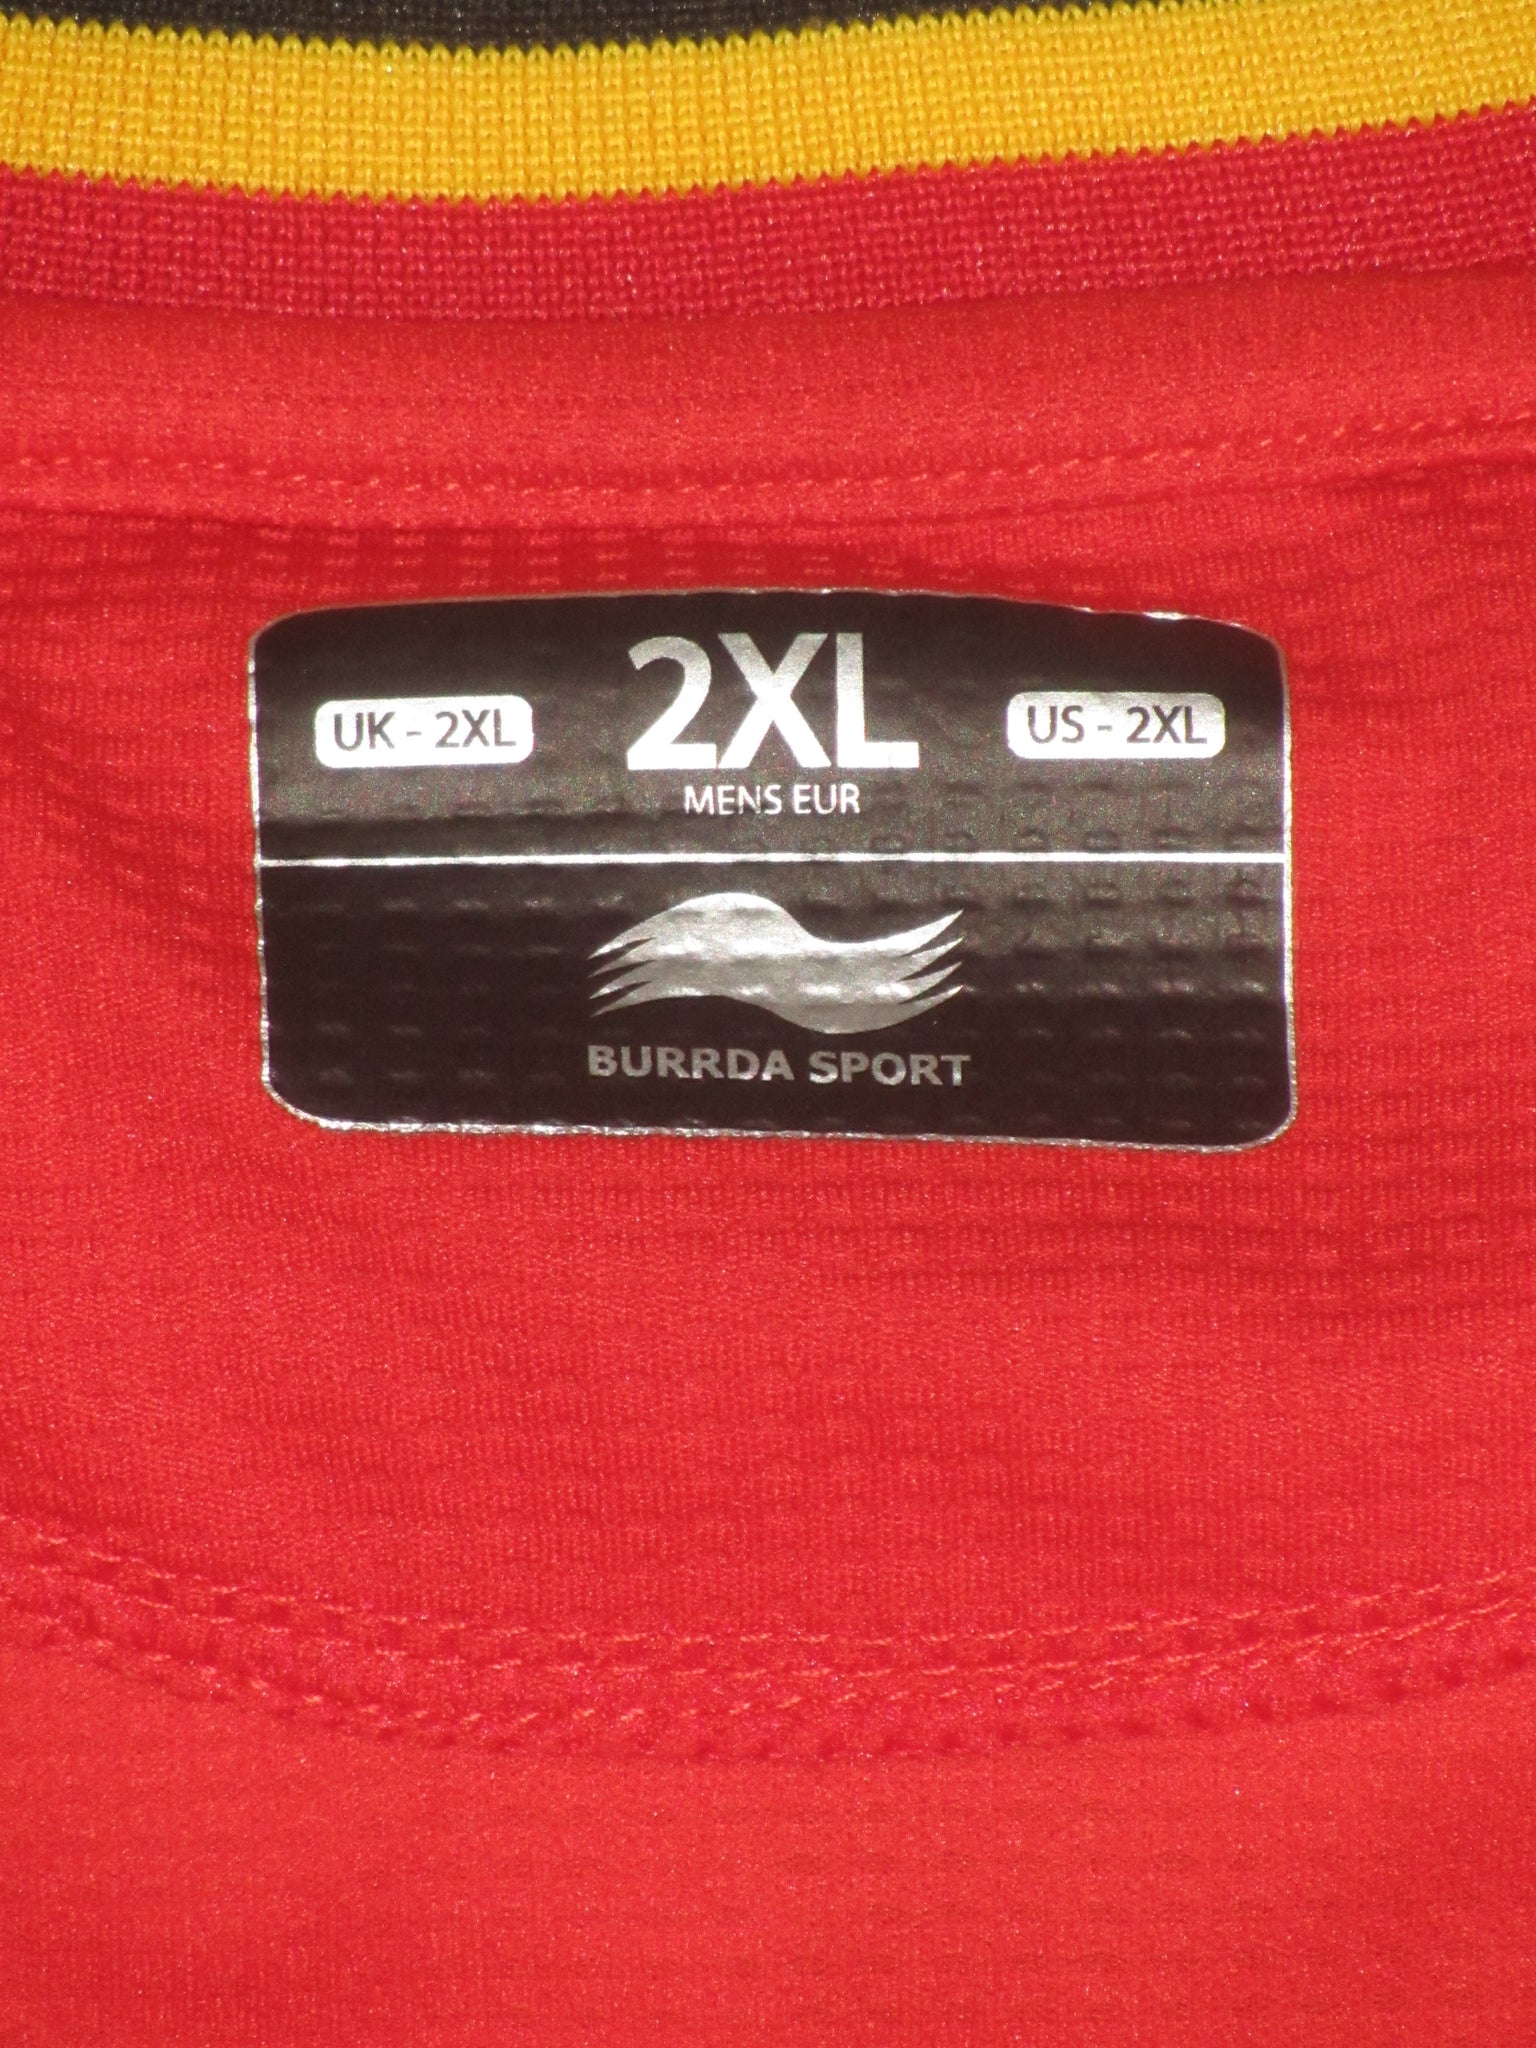 2XL
UK - 2XL
US - 2XL
MENS EUR
BURRDA SPORT